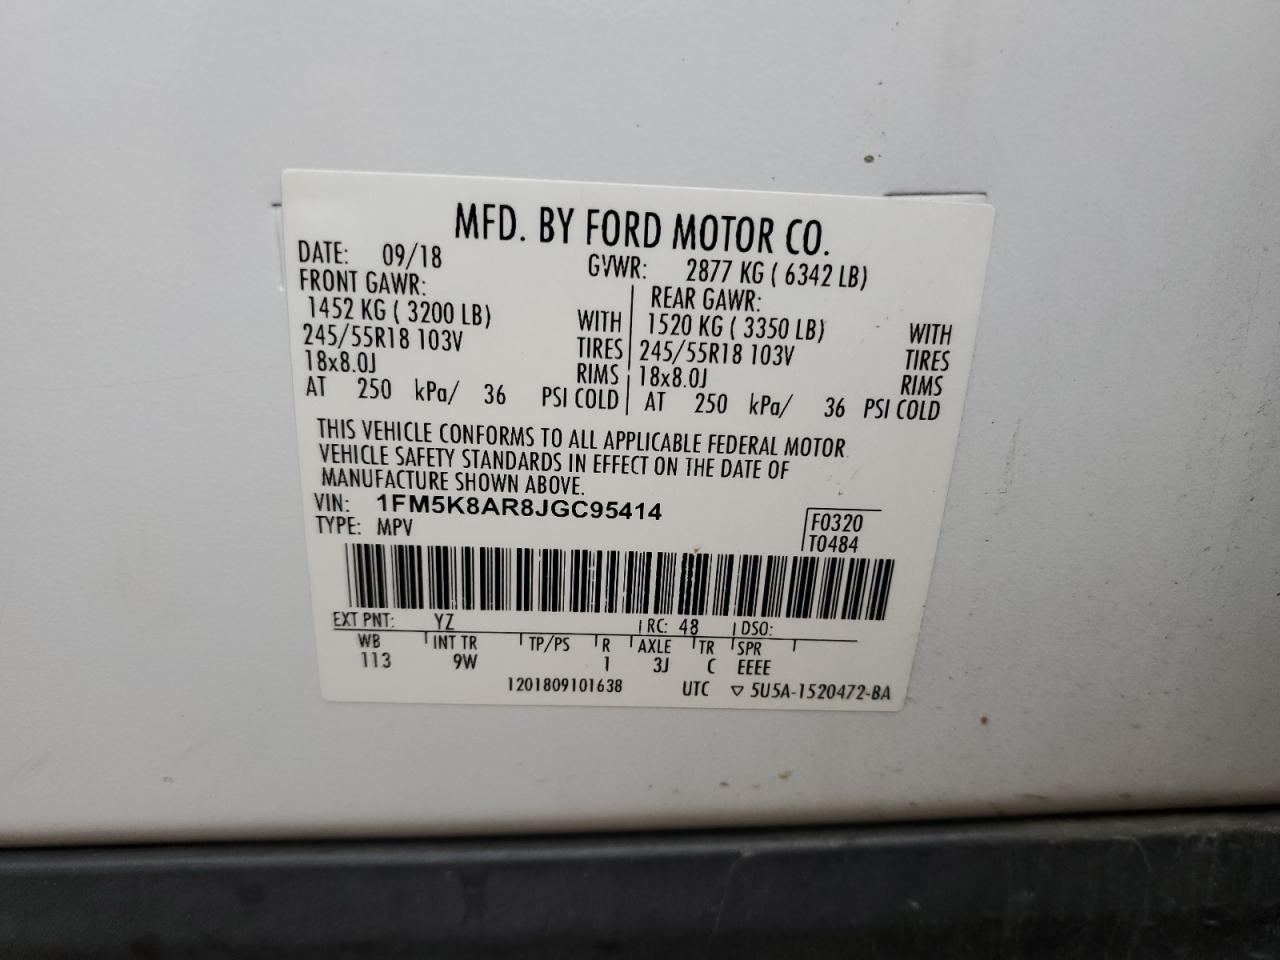 MFD. BY FORD MOTOR CO.
DATE: 09/18 GVWR: 2877 KG ( 6342 LB)
FRONT GAWR: REAR GAWR:
1452 KG ( 3200 LB) WITH 1520 KG ( 3350 LB) WITH
245/55R18 103V TIRES 245/55R18 103V TIRES
18x8.0J RIMS 18x8.0J RIMS
AT 250 kPa/ 36 PSI COLD AT 250 kPa/ 36 PSI COLD
THIS VEHICLE CONFORMS TO ALL APPLICABLE FEDERAL MOTOR
VEHICLE SAFETY STANDARDS IN EFFECT ON THE DATE OF
MANUFACTURE SHOWN ABOVE.
VIN: 1FM5K8AR8JGC95414 F0320
TYPE: MPV T0484
EXT PNT: YZ RC: 48 DSO:
WB INT TR TP/PS R AXLE TR SPR
113 9W 1 3J C EEEE
1201809101638 UTC ▽ 5U5A-1520472-BA